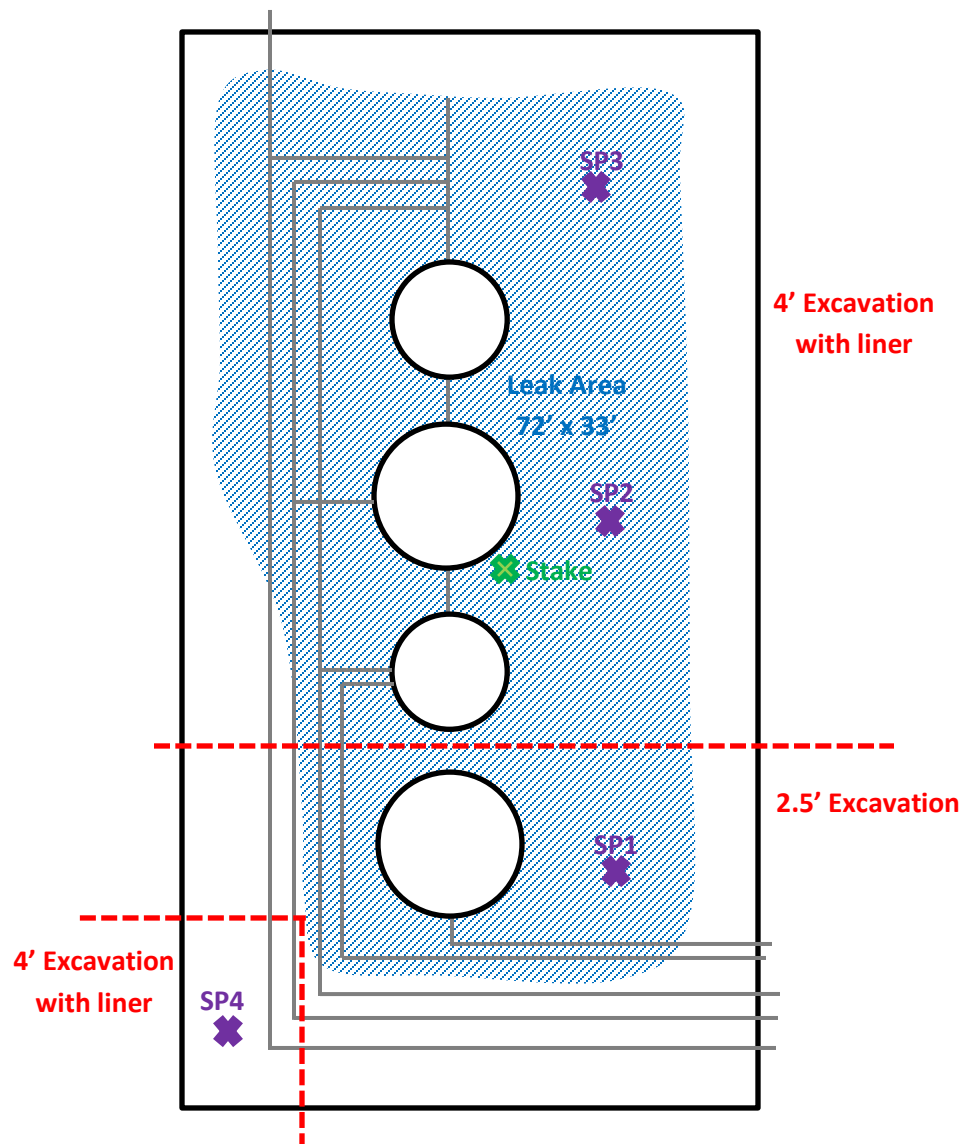 SP3
4’ Excavation
with liner
Leak Area
72’ x 33’
SP2
Stake
2.5’ Excavation
SP1
4’ Excavation
with liner
SP4